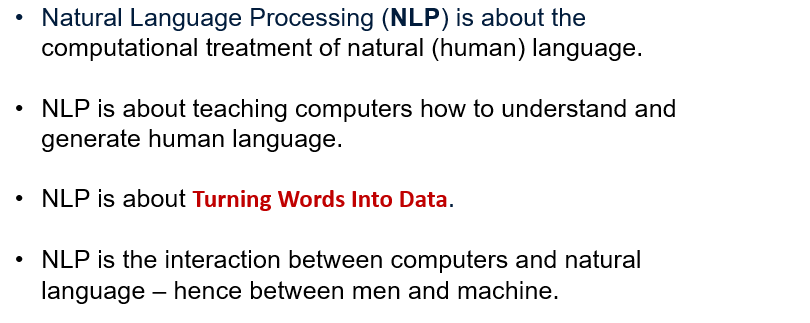 • Natural Language Processing (NLP) is about the
computational treatment of natural (human) language.
• NLP is about teaching computers how to understand and
generate human language.
• NLP is about Turning Words Into Data.
• NLP is the interaction between computers and natural
language – hence between men and machine.